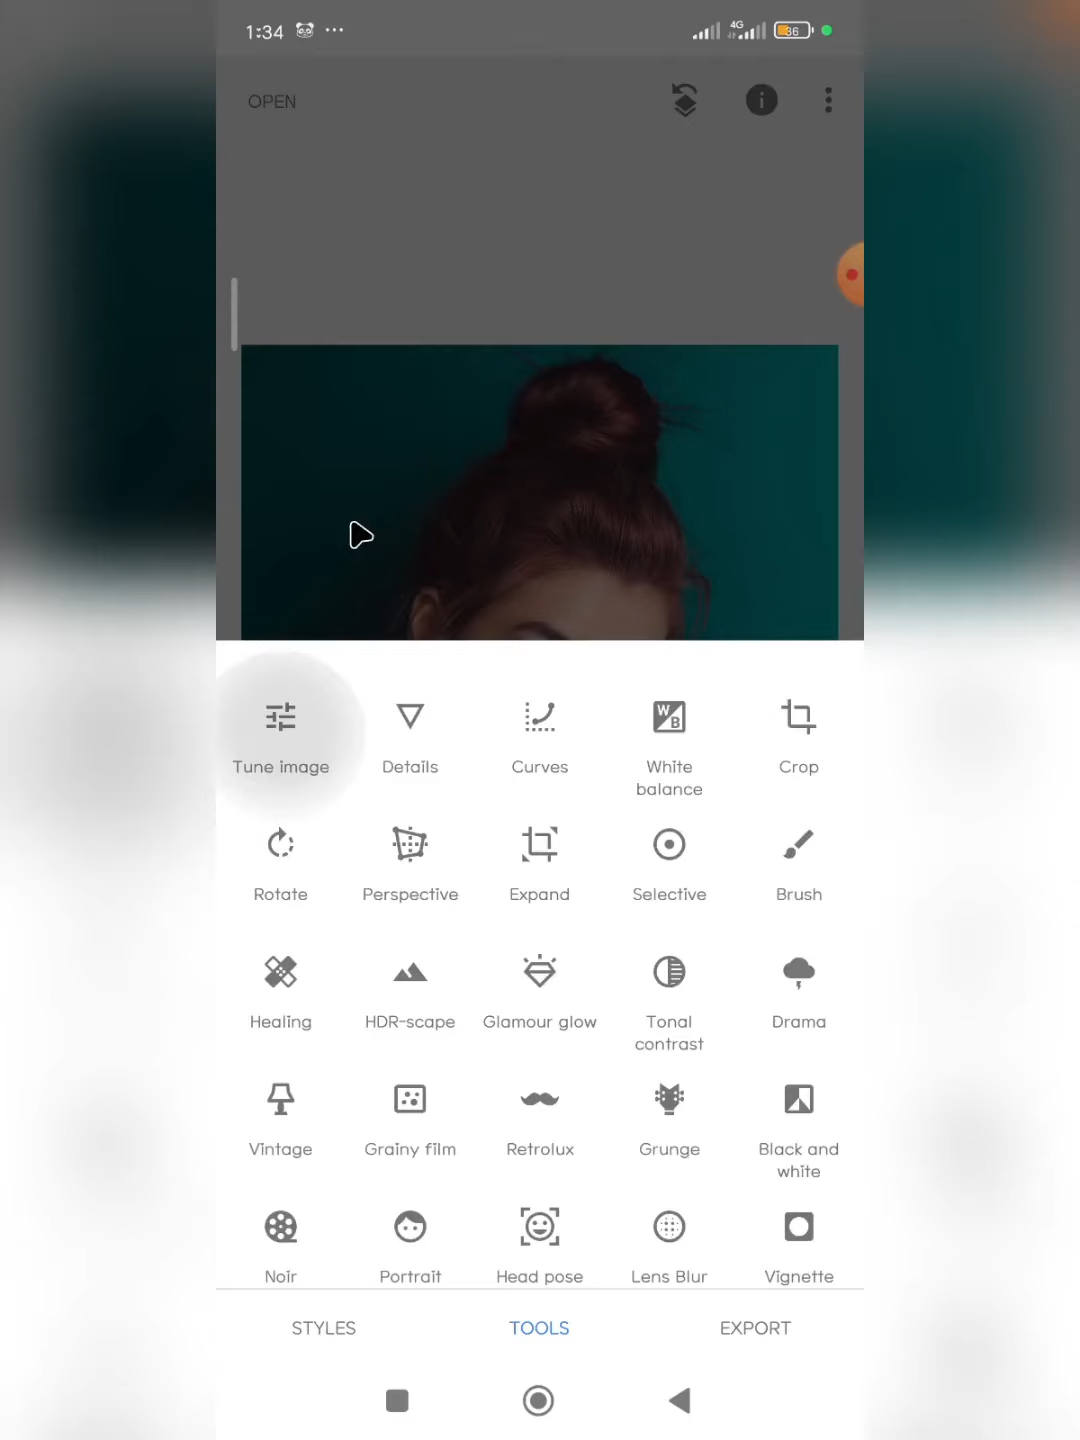 1:34 ... 4G 36
OPEN
Tune image Details Curves White balance Crop
Rotate Perspective Expand Selective Brush
Healing HDR-scape Glamour glow Tonal contrast Drama
Vintage Grainy film Retrolux Grunge Black and white
Noir Portrait Head pose Lens Blur Vignette
STYLES TOOLS EXPORT